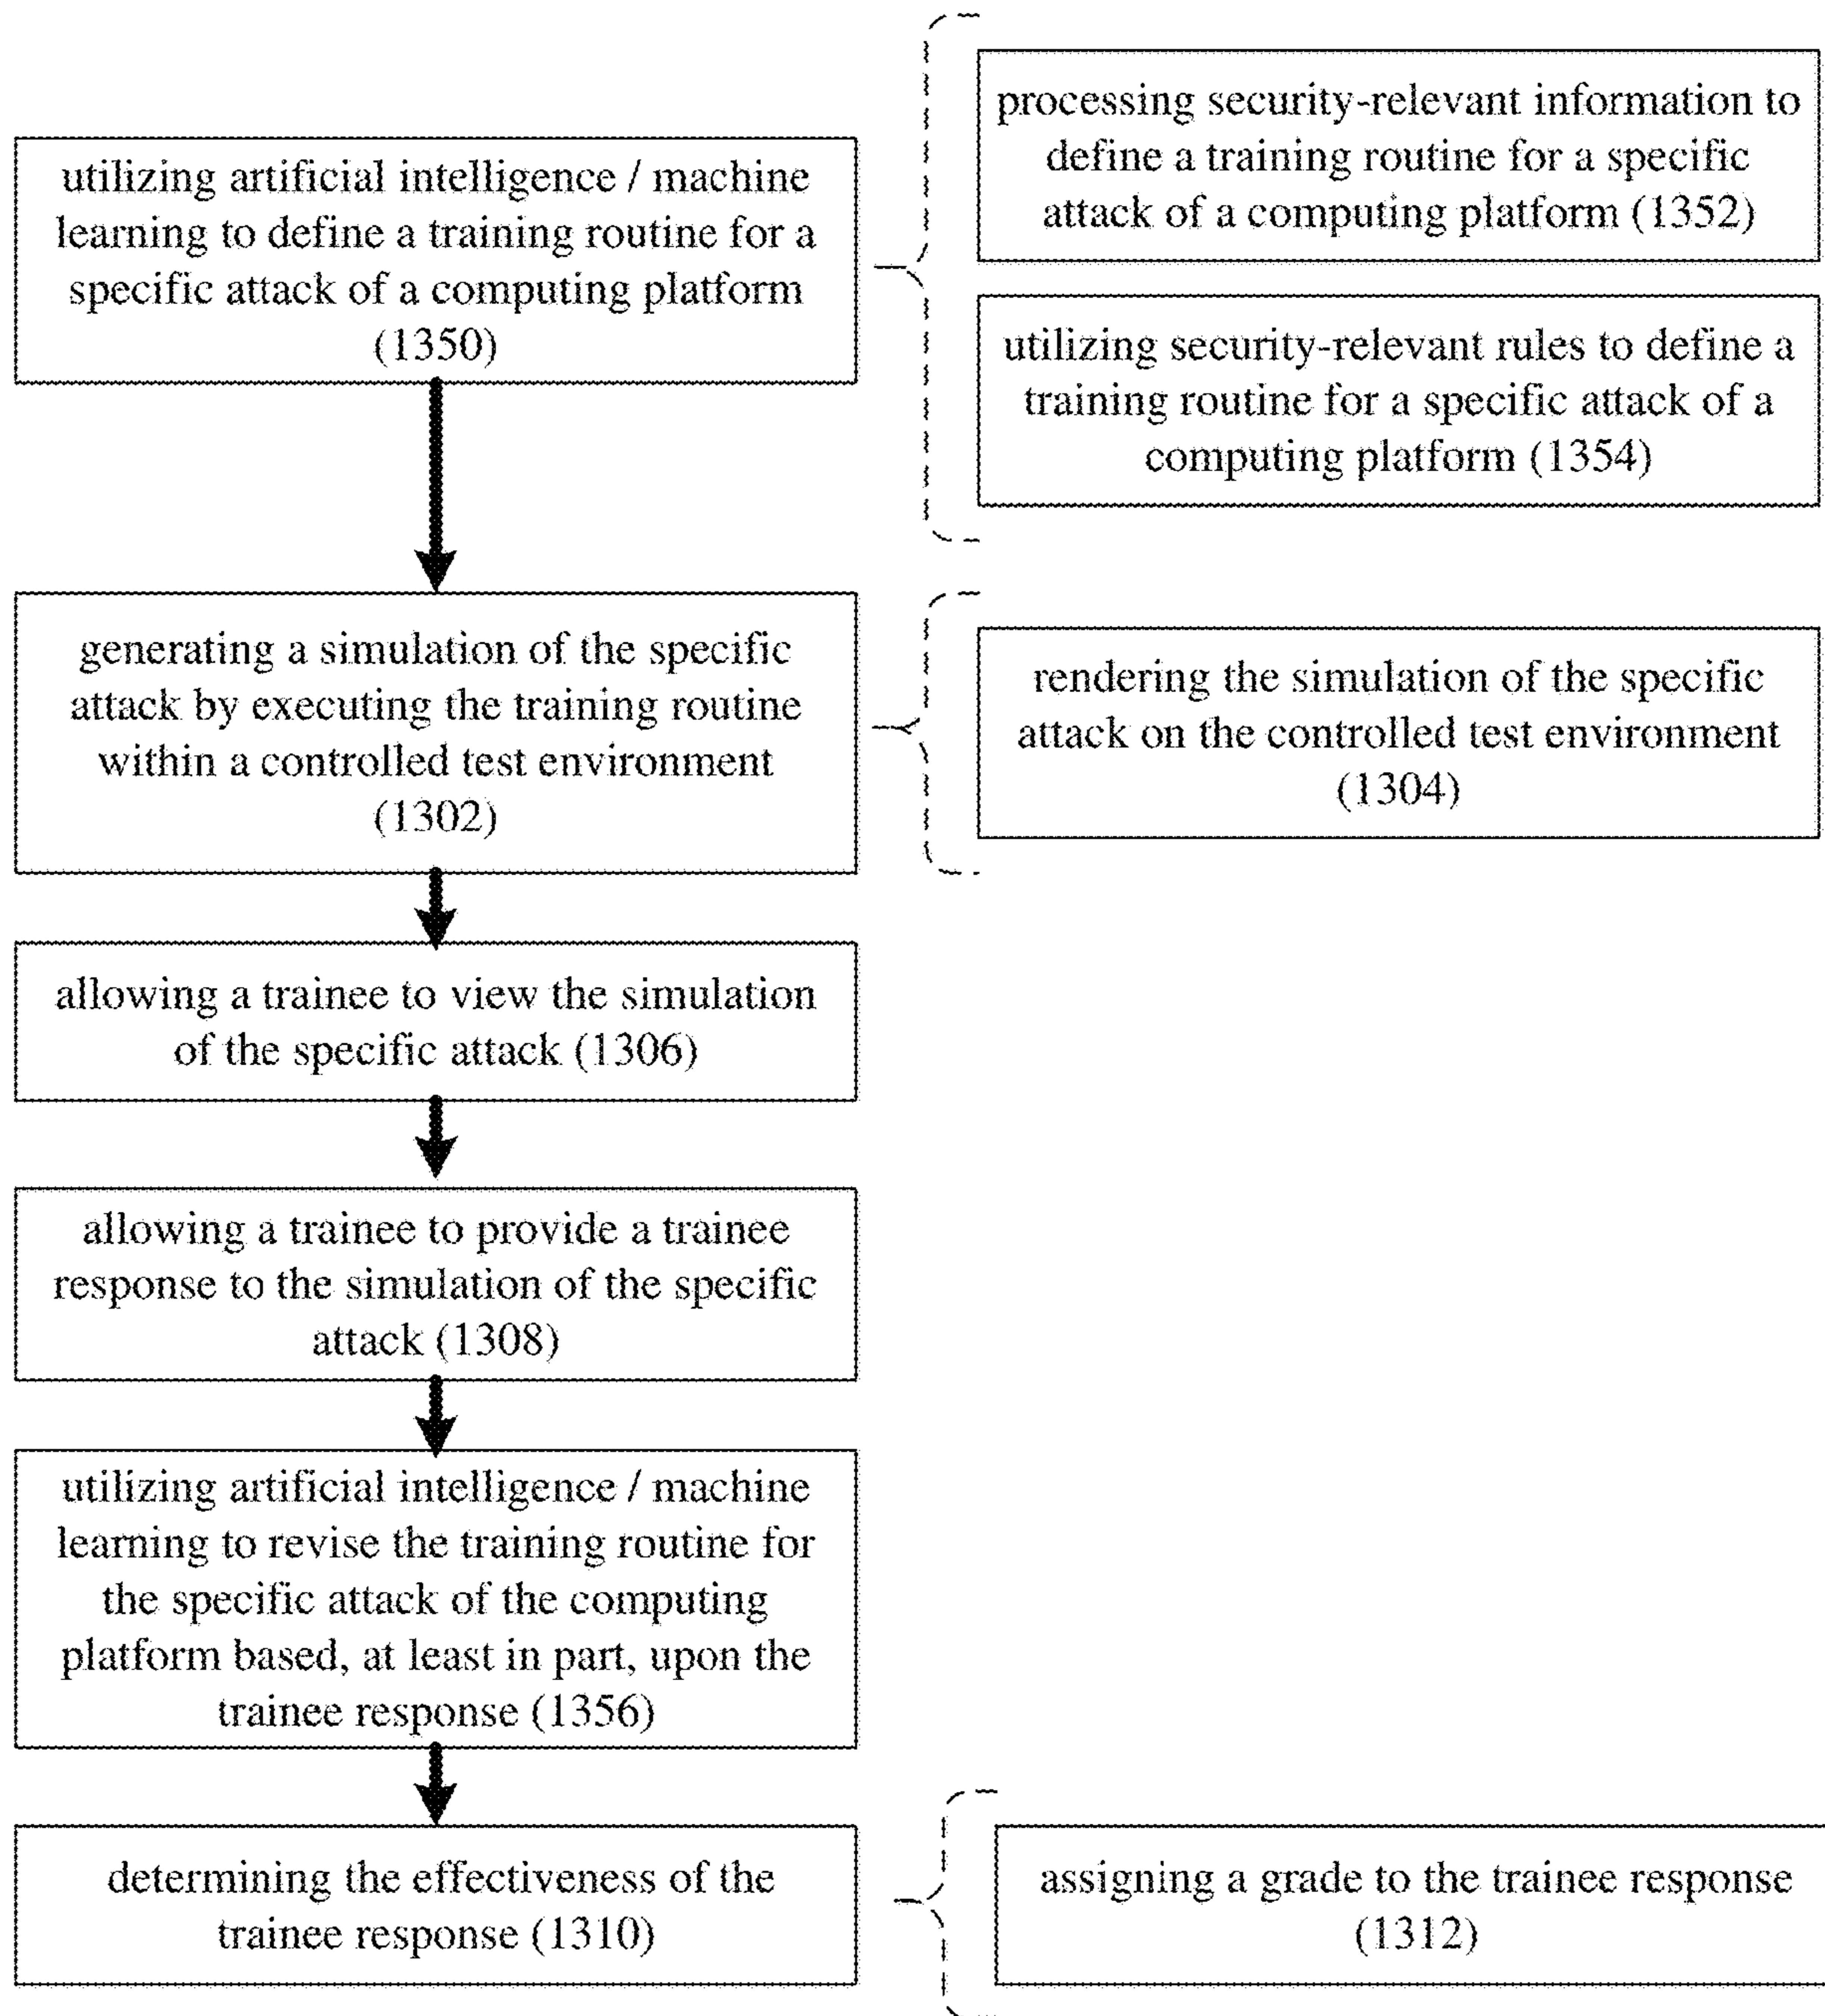 utilizing artificial intelligence / machine
learning to define a training routine for a
specific attack of a computing platform
(1350)
processing security-relevant information to
define a training routine for a specific
attack of a computing platform (1352)
utilizing security-relevant rules to define a
training routine for a specific attack of a
computing platform (1354)
generating a simulation of the specific
attack by executing the training routine
within a controlled test environment
(1302)
rendering the simulation of the specific
attack on the controlled test environment
(1304)
allowing a trainee to view the simulation
of the specific attack (1306)
allowing a trainee to provide a trainee
response to the simulation of the specific
attack (1308)
utilizing artificial intelligence / machine
learning to revise the training routine for
the specific attack of the computing
platform based, at least in part, upon the
trainee response (1356)
determining the effectiveness of the
trainee response (1310)
assigning a grade to the trainee response
(1312)